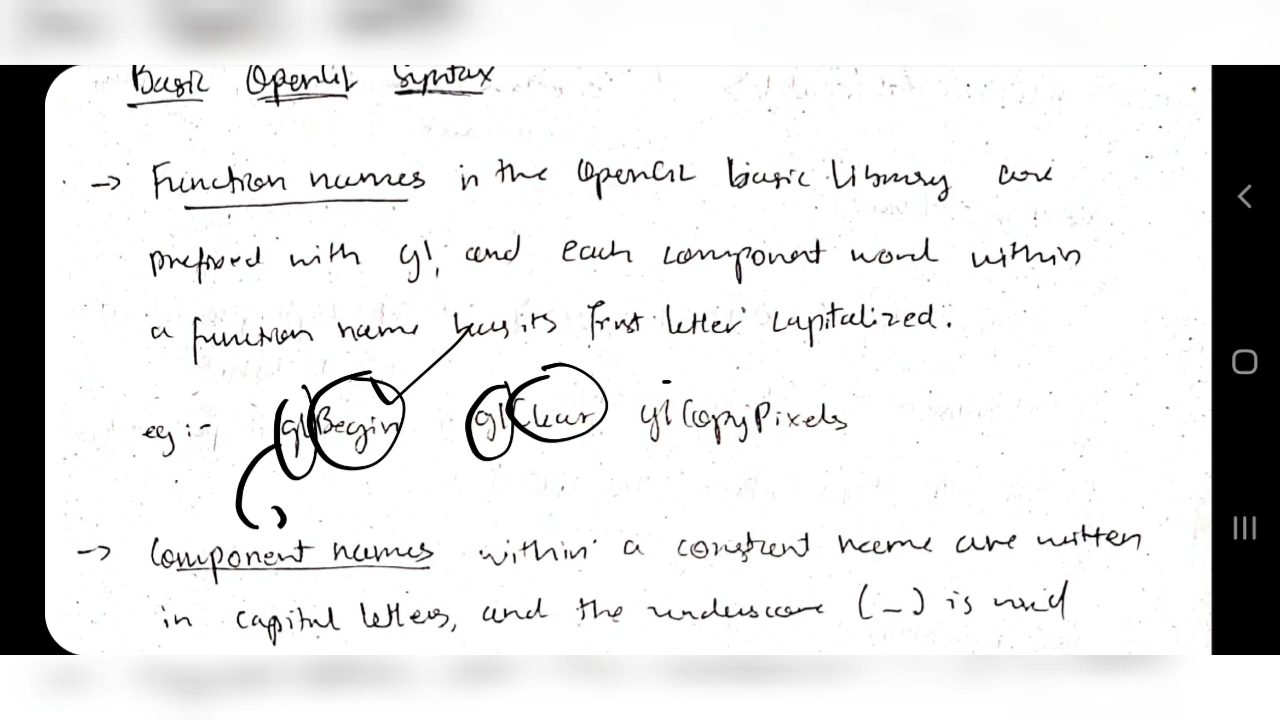 Basic OpenGL Syntax
→ Function names in the OpenGL basic library are
prefixed with gl, and each component word within
a function name has its first letter capitalized.
eg :- glBegin glClear glCopyPixels
→ Component names within a constant name are written
in capital letters, and the underscore (_) is used